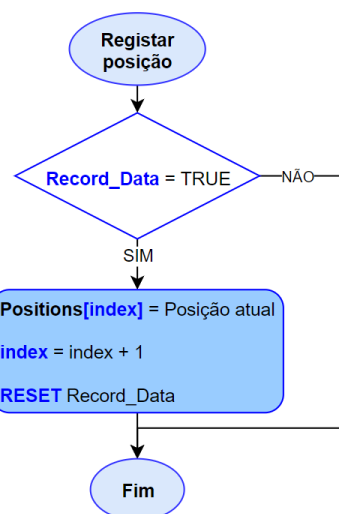 Registar
posição
Record_Data = TRUE
NÃO
SIM
Positions[index] = Posição atual
index = index + 1
RESET Record_Data
Fim